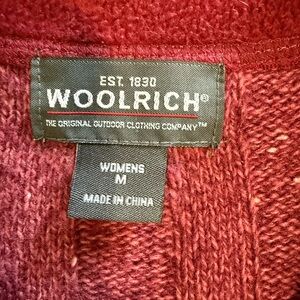 EST. 1830
WOOLRICH®
THE ORIGINAL OUTDOOR CLOTHING COMPANY™
WOMENS
M
MADE IN CHINA